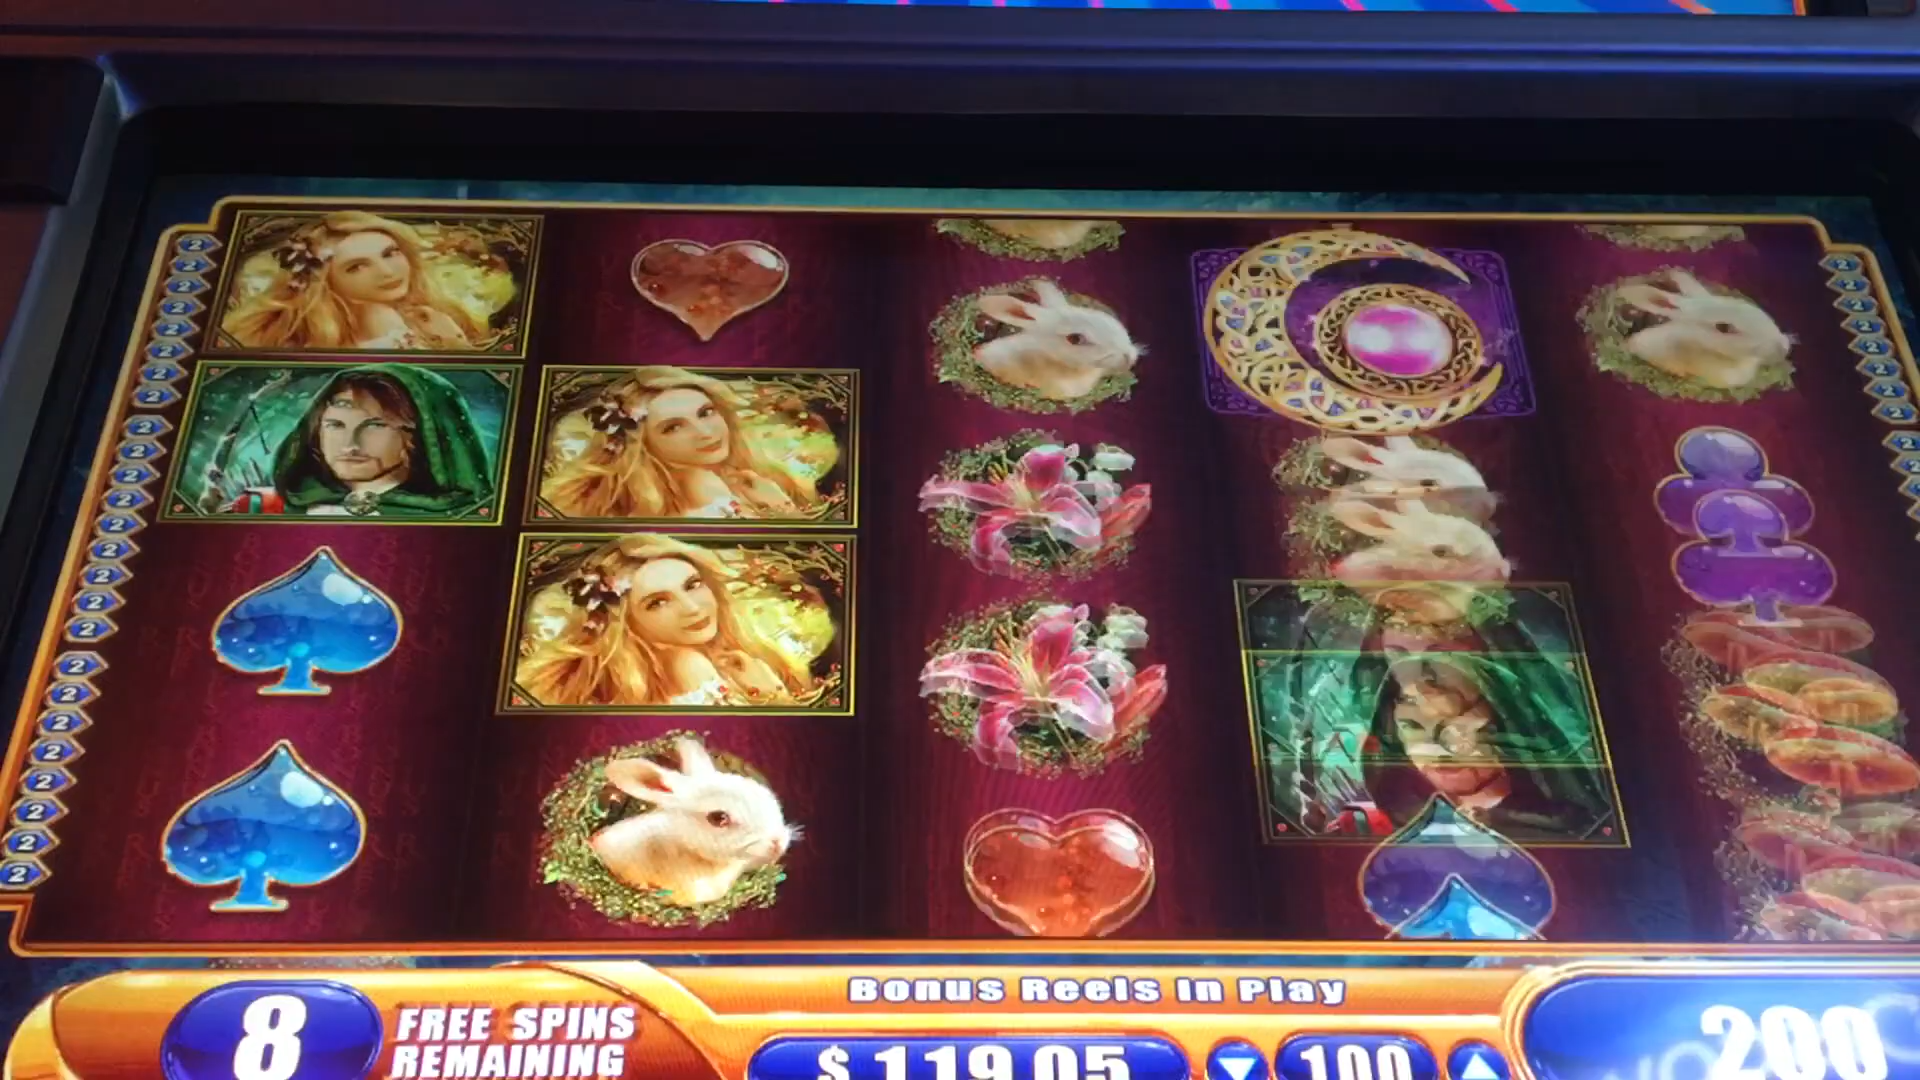 Bonus Reels In Play
8
FREE SPINS
REMAINING
$119.05
100
200